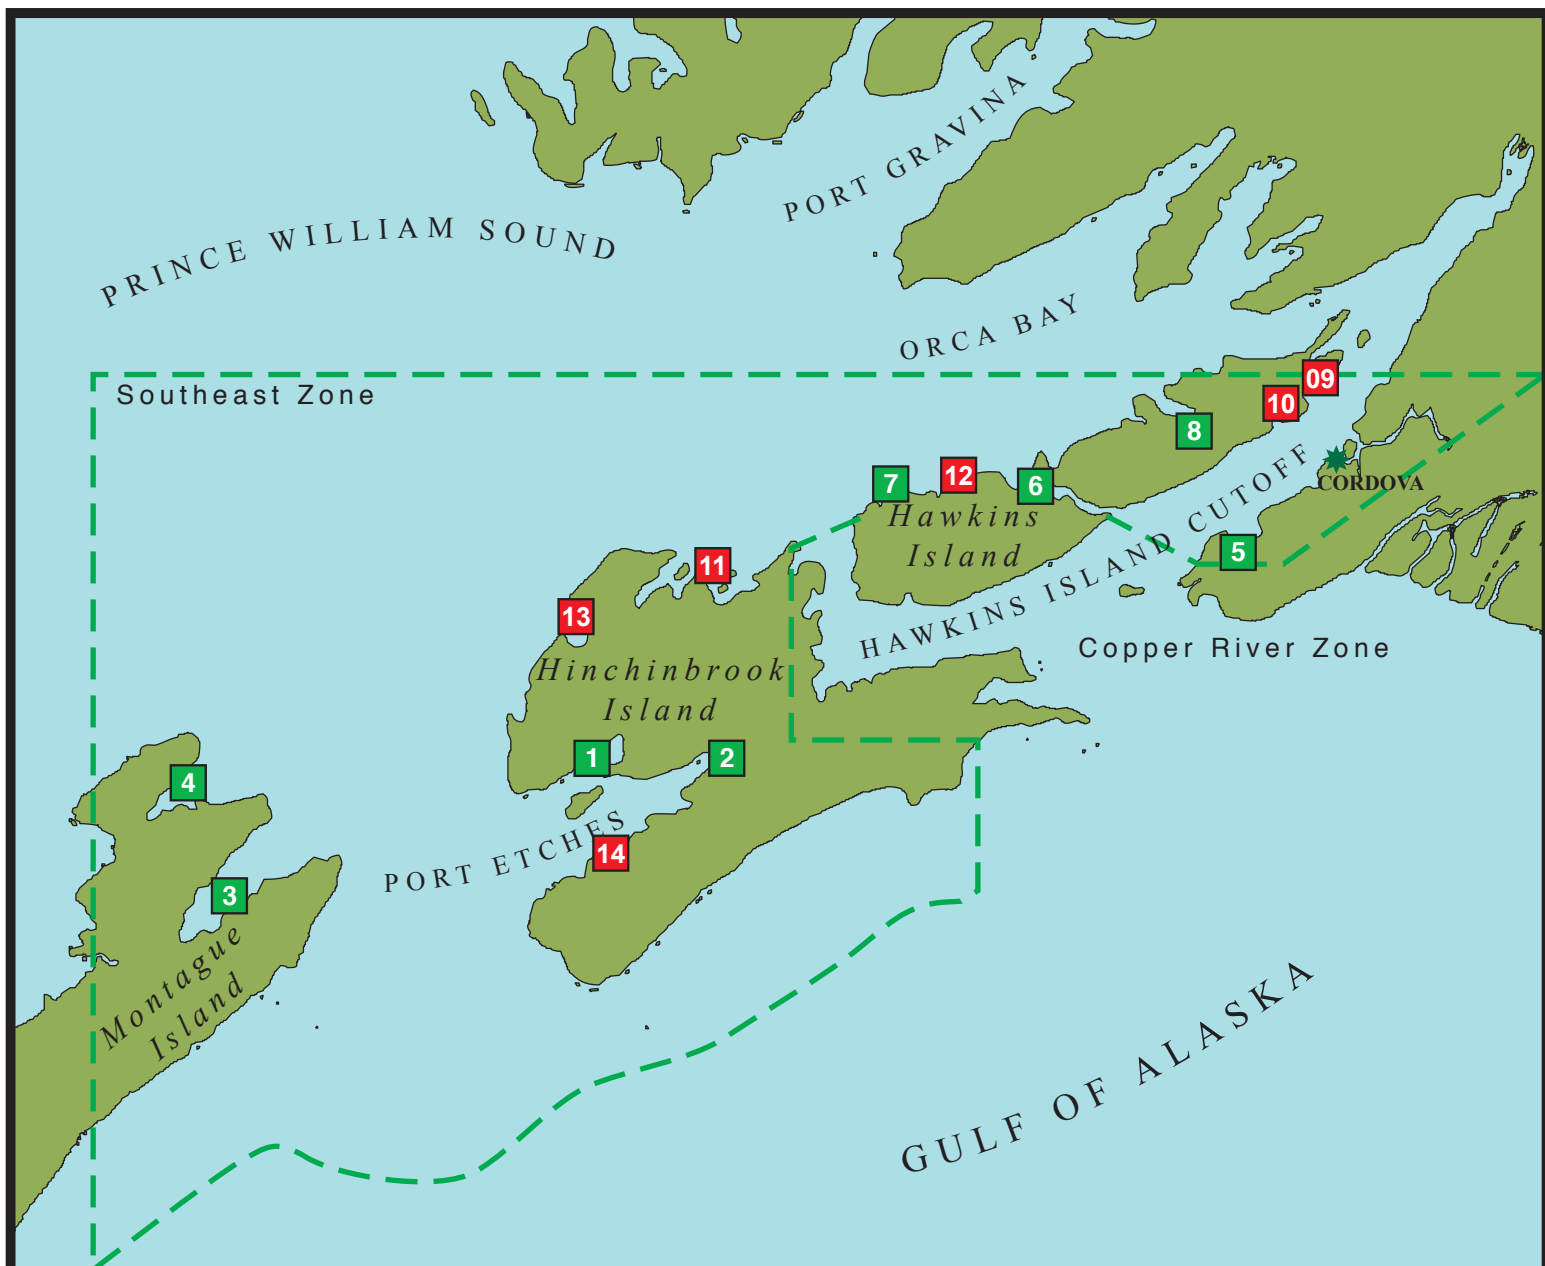 PORT GRAVINA
PRINCE WILLIAM SOUND
ORCA BAY
Southeast Zone
09
10
8
CORDOVA
12
7
6
Hawkins
Island
HAWKINS ISLAND CUTOFF
5
11
13
Copper River Zone
Hinchinbrook
Island
1
2
4
PORT ETCHES
14
3
Montague
Island
GULF OF ALASKA